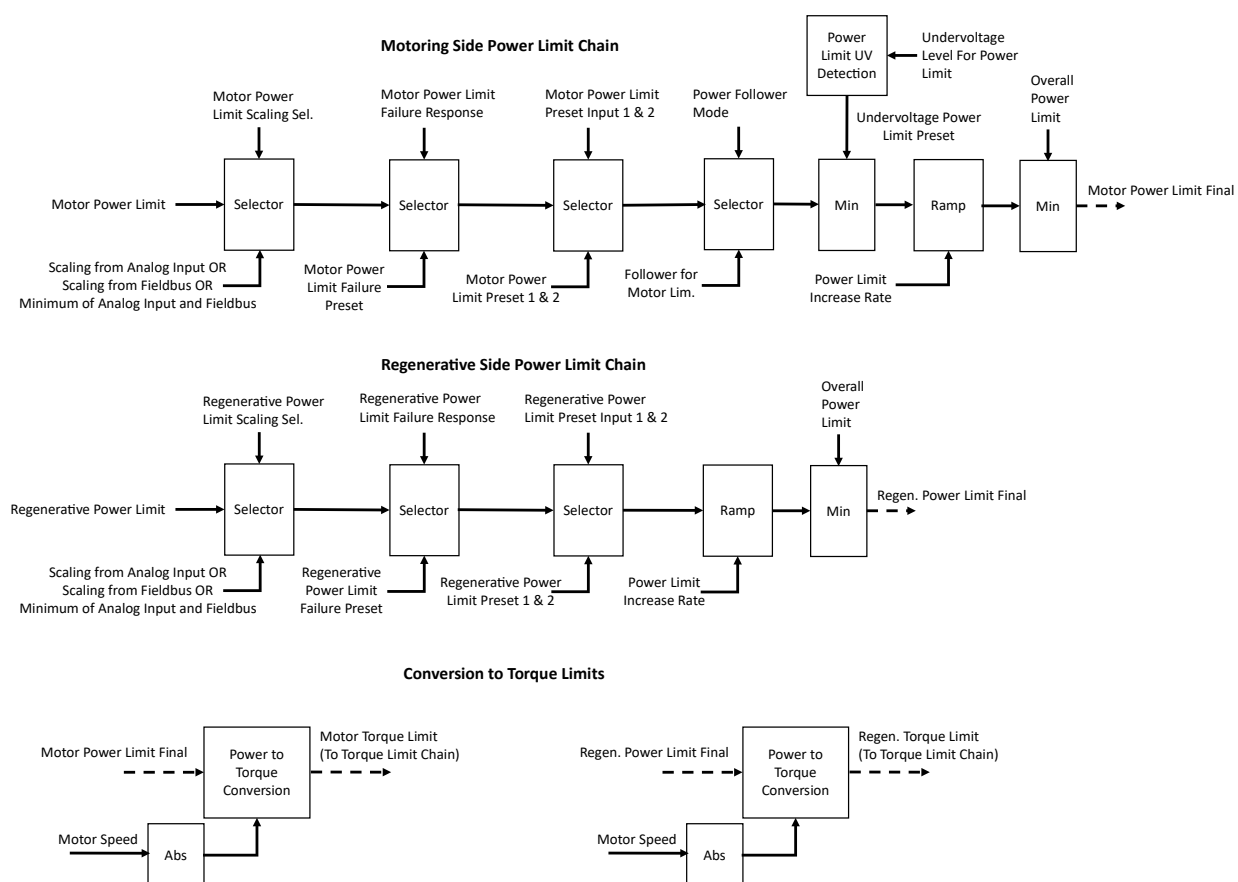 Motoring Side Power Limit Chain
Power
Limit UV
Detection
Undervoltage
Level For Power
Limit
Motor Power
Limit Scaling Sel.
Motor Power Limit
Failure Response
Motor Power Limit
Preset Input 1 & 2
Power Follower
Mode
Undervoltage Power
Limit Preset
Overall
Power
Limit
Motor Power Limit
Selector
Selector
Selector
Selector
Min
Ramp
Min
Motor Power Limit Final
Scaling from Analog Input OR
Scaling from Fieldbus OR
Minimum of Analog Input and Fieldbus
Motor Power
Limit Failure
Preset
Motor Power
Limit Preset 1 & 2
Follower for
Motor Lim.
Power Limit
Increase Rate
Regenerative Side Power Limit Chain
Regenerative Power
Limit Scaling Sel.
Regenerative Power
Limit Failure Response
Regenerative Power
Limit Preset Input 1 & 2
Overall
Power
Limit
Regenerative Power Limit
Selector
Selector
Selector
Ramp
Min
Regen. Power Limit Final
Scaling from Analog Input OR
Scaling from Fieldbus OR
Minimum of Analog Input and Fieldbus
Regenerative
Power Limit
Failure Preset
Regenerative Power
Limit Preset 1 & 2
Power Limit
Increase Rate
Conversion to Torque Limits
Motor Power Limit Final
Power to
Torque
Conversion
Motor Torque Limit
(To Torque Limit Chain)
Motor Speed
Abs
Regen. Power Limit Final
Power to
Torque
Conversion
Regen. Torque Limit
(To Torque Limit Chain)
Motor Speed
Abs